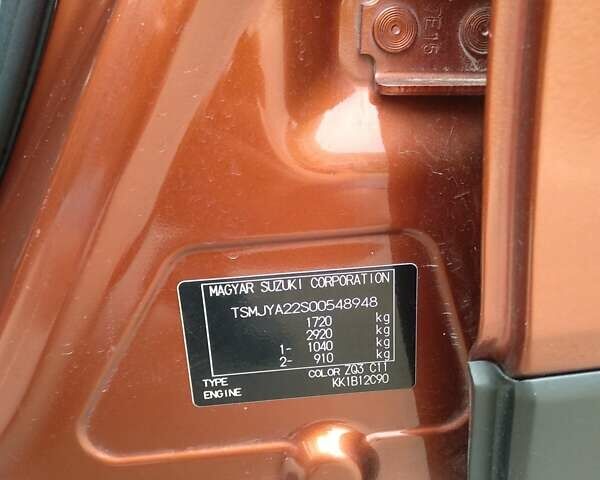 7E15
MAGYAR SUZUKI CORPORATION
TSMJYA22S00548948
1720 kg
2920 kg
1- 1040 kg
2- 910 kg
COLOR ZQ3 C11
TYPE KK1B12C90
ENGINE